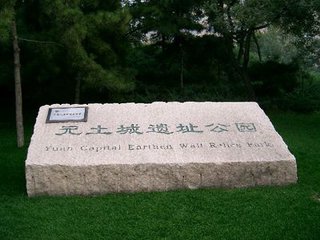 元土城遗址公园
Yuan Capital Earthen Wall Relics Park